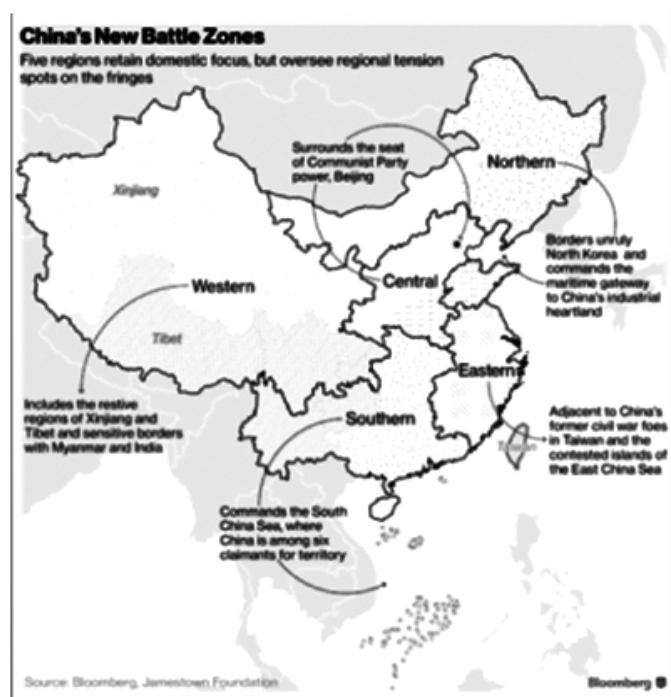 China's New Battle Zones
Five regions retain domestic focus, but oversee regional tension
spots on the fringes
Surrounds the seat
of Communist Party
power, Beijing
Northern
Xinjiang
Borders unruly
North Korea and
commands the
maritime gateway
to China's industrial
heartland
Western
Central
Tibet
Eastern
Includes the restive
regions of Xinjiang and
Tibet and sensitive borders
with Myanmar and India
Southern
Adjacent to China's
former civil war foes
in Taiwan and the
contested islands of
the East China Sea
Taiwan
Commands the South
China Sea, where
China is among six
claimants for territory
Source: Bloomberg, Jamestown Foundation
Bloomberg